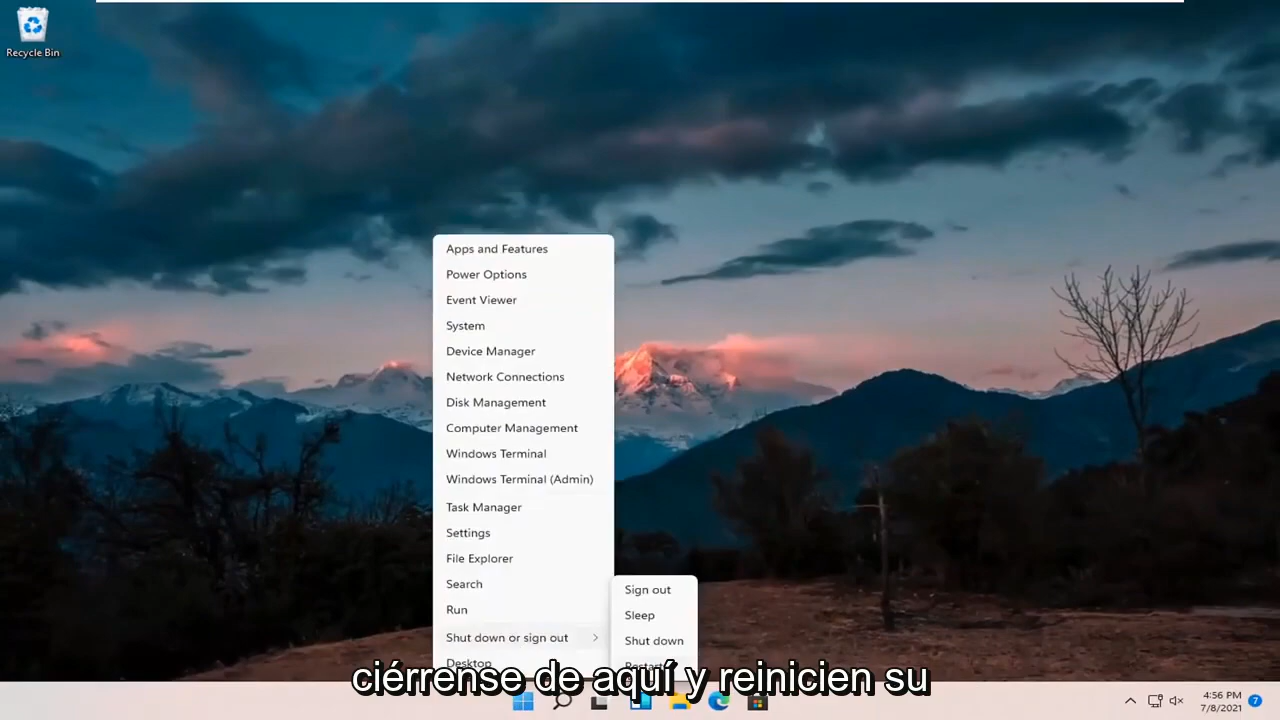 Recycle Bin
Apps and Features
Power Options
Event Viewer
System
Device Manager
Network Connections
Disk Management
Computer Management
Windows Terminal
Windows Terminal (Admin)
Task Manager
Settings
File Explorer
Search
Run
Shut down or sign out
Desktop
Sign out
Sleep
Shut down
Restart
ciérrense de aquí y reinicien su
4:56 PM
7/8/2021
7